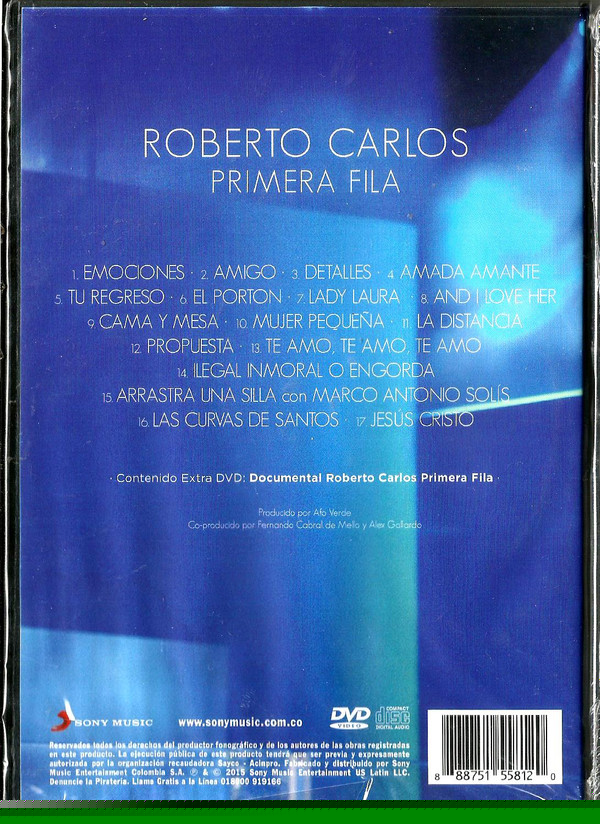 ROBERTO CARLOS
PRIMERA FILA
1. EMOCIONES · 2. AMIGO · 3. DETALLES · 4. AMADA AMANTE
5. TU REGRESO · 6. EL PORTON · 7. LADY LAURA · 8. AND I LOVE HER
9. CAMA Y MESA · 10. MUJER PEQUEÑA · 11. LA DISTANCIA
12. PROPUESTA · 13. TE AMO, TE AMO, TE AMO
14. ILEGAL INMORAL O ENGORDA
15. ARRASTRA UNA SILLA con MARCO ANTONIO SOLÍS
16. LAS CURVAS DE SANTOS · 17. JESÚS CRISTO
· Contenido Extra DVD: Documental Roberto Carlos Primera Fila ·
Producido por Afo Verde
Co-producido por Fernando Cabral de Mello y Alex Gallardo
SONY MUSIC
www.sonymusic.com.co
DVD
VIDEO
COMPACT
disc
DIGITAL AUDIO
Reservados todos los derechos del productor fonográfico y de los autores de las obras registradas
en este producto. La ejecución pública de este producto tendrá que ser previa y expresamente
autorizada por la organización recaudadora Sayco - Acinpro. Fabricado y distribuido por Sony
Music Entertainment Colombia S.A. ℗ & © 2015 Sony Music Entertainment US Latin LLC.
Denuncie la Piratería. Llame Gratis a la Línea 018000 919166
8 88751 55812 0